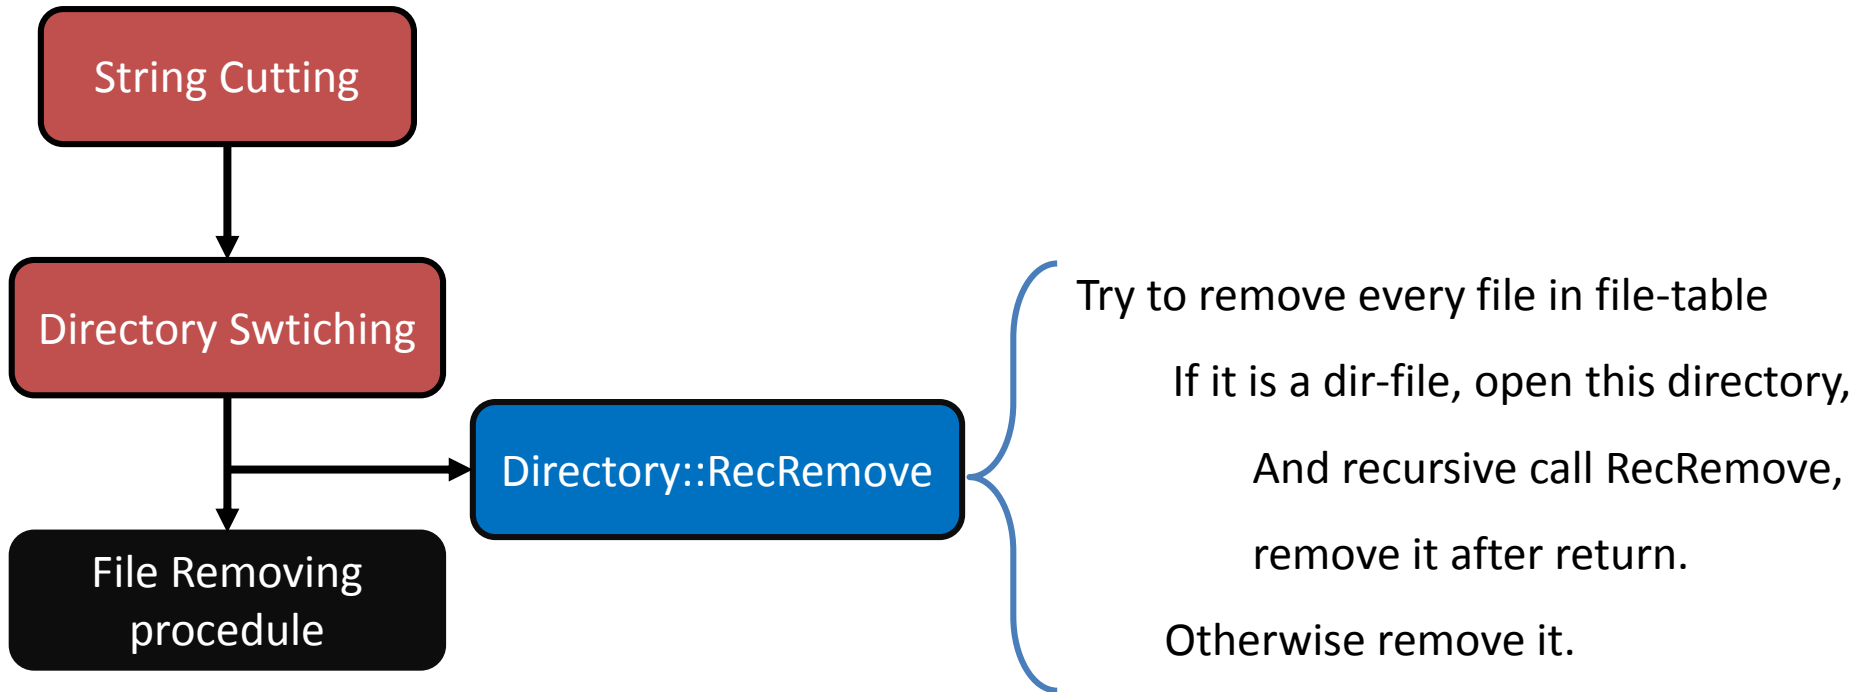 String Cutting
Directory Swtiching
Directory::RecRemove
File Removing
procedule
Try to remove every file in file-table
If it is a dir-file, open this directory,
And recursive call RecRemove,
remove it after return.
Otherwise remove it.